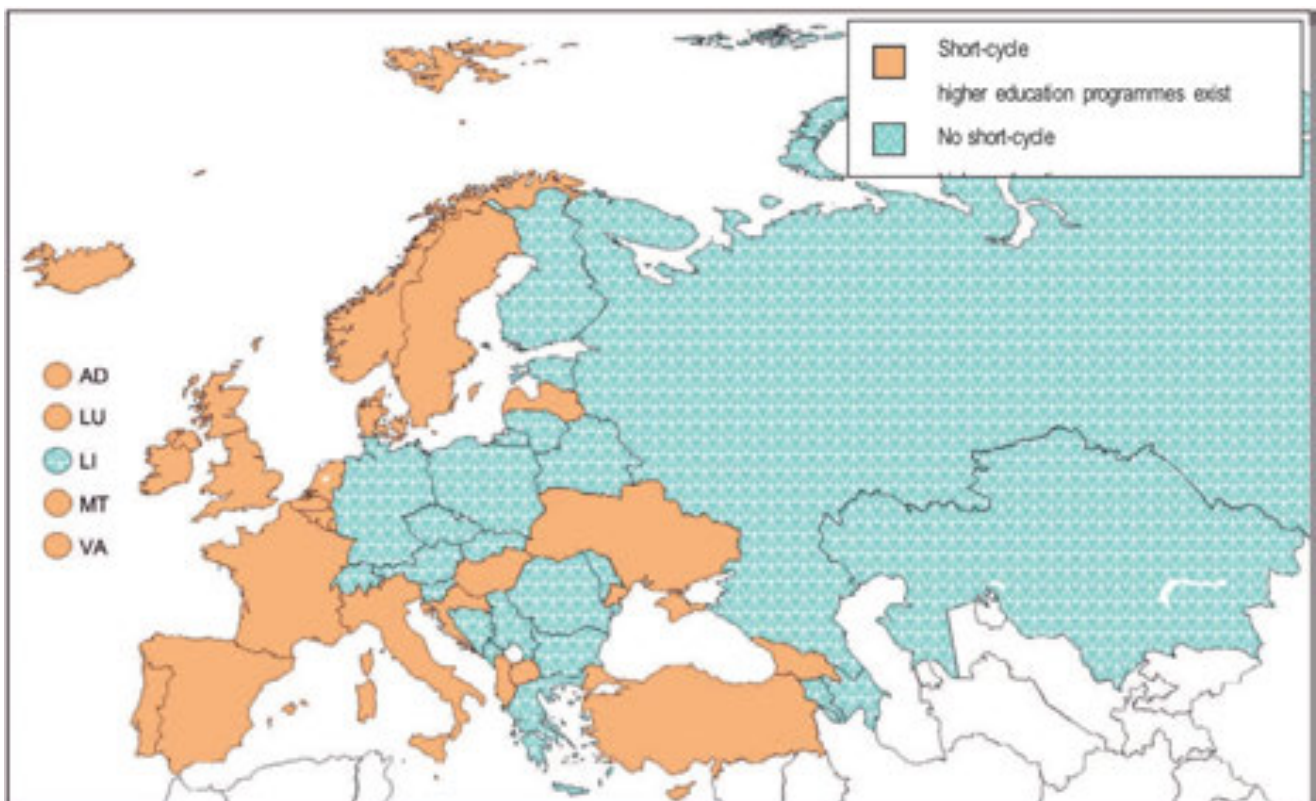 Short-cycle
higher education programmes exist
No short-cycle
AD
LU
LI
MT
VA